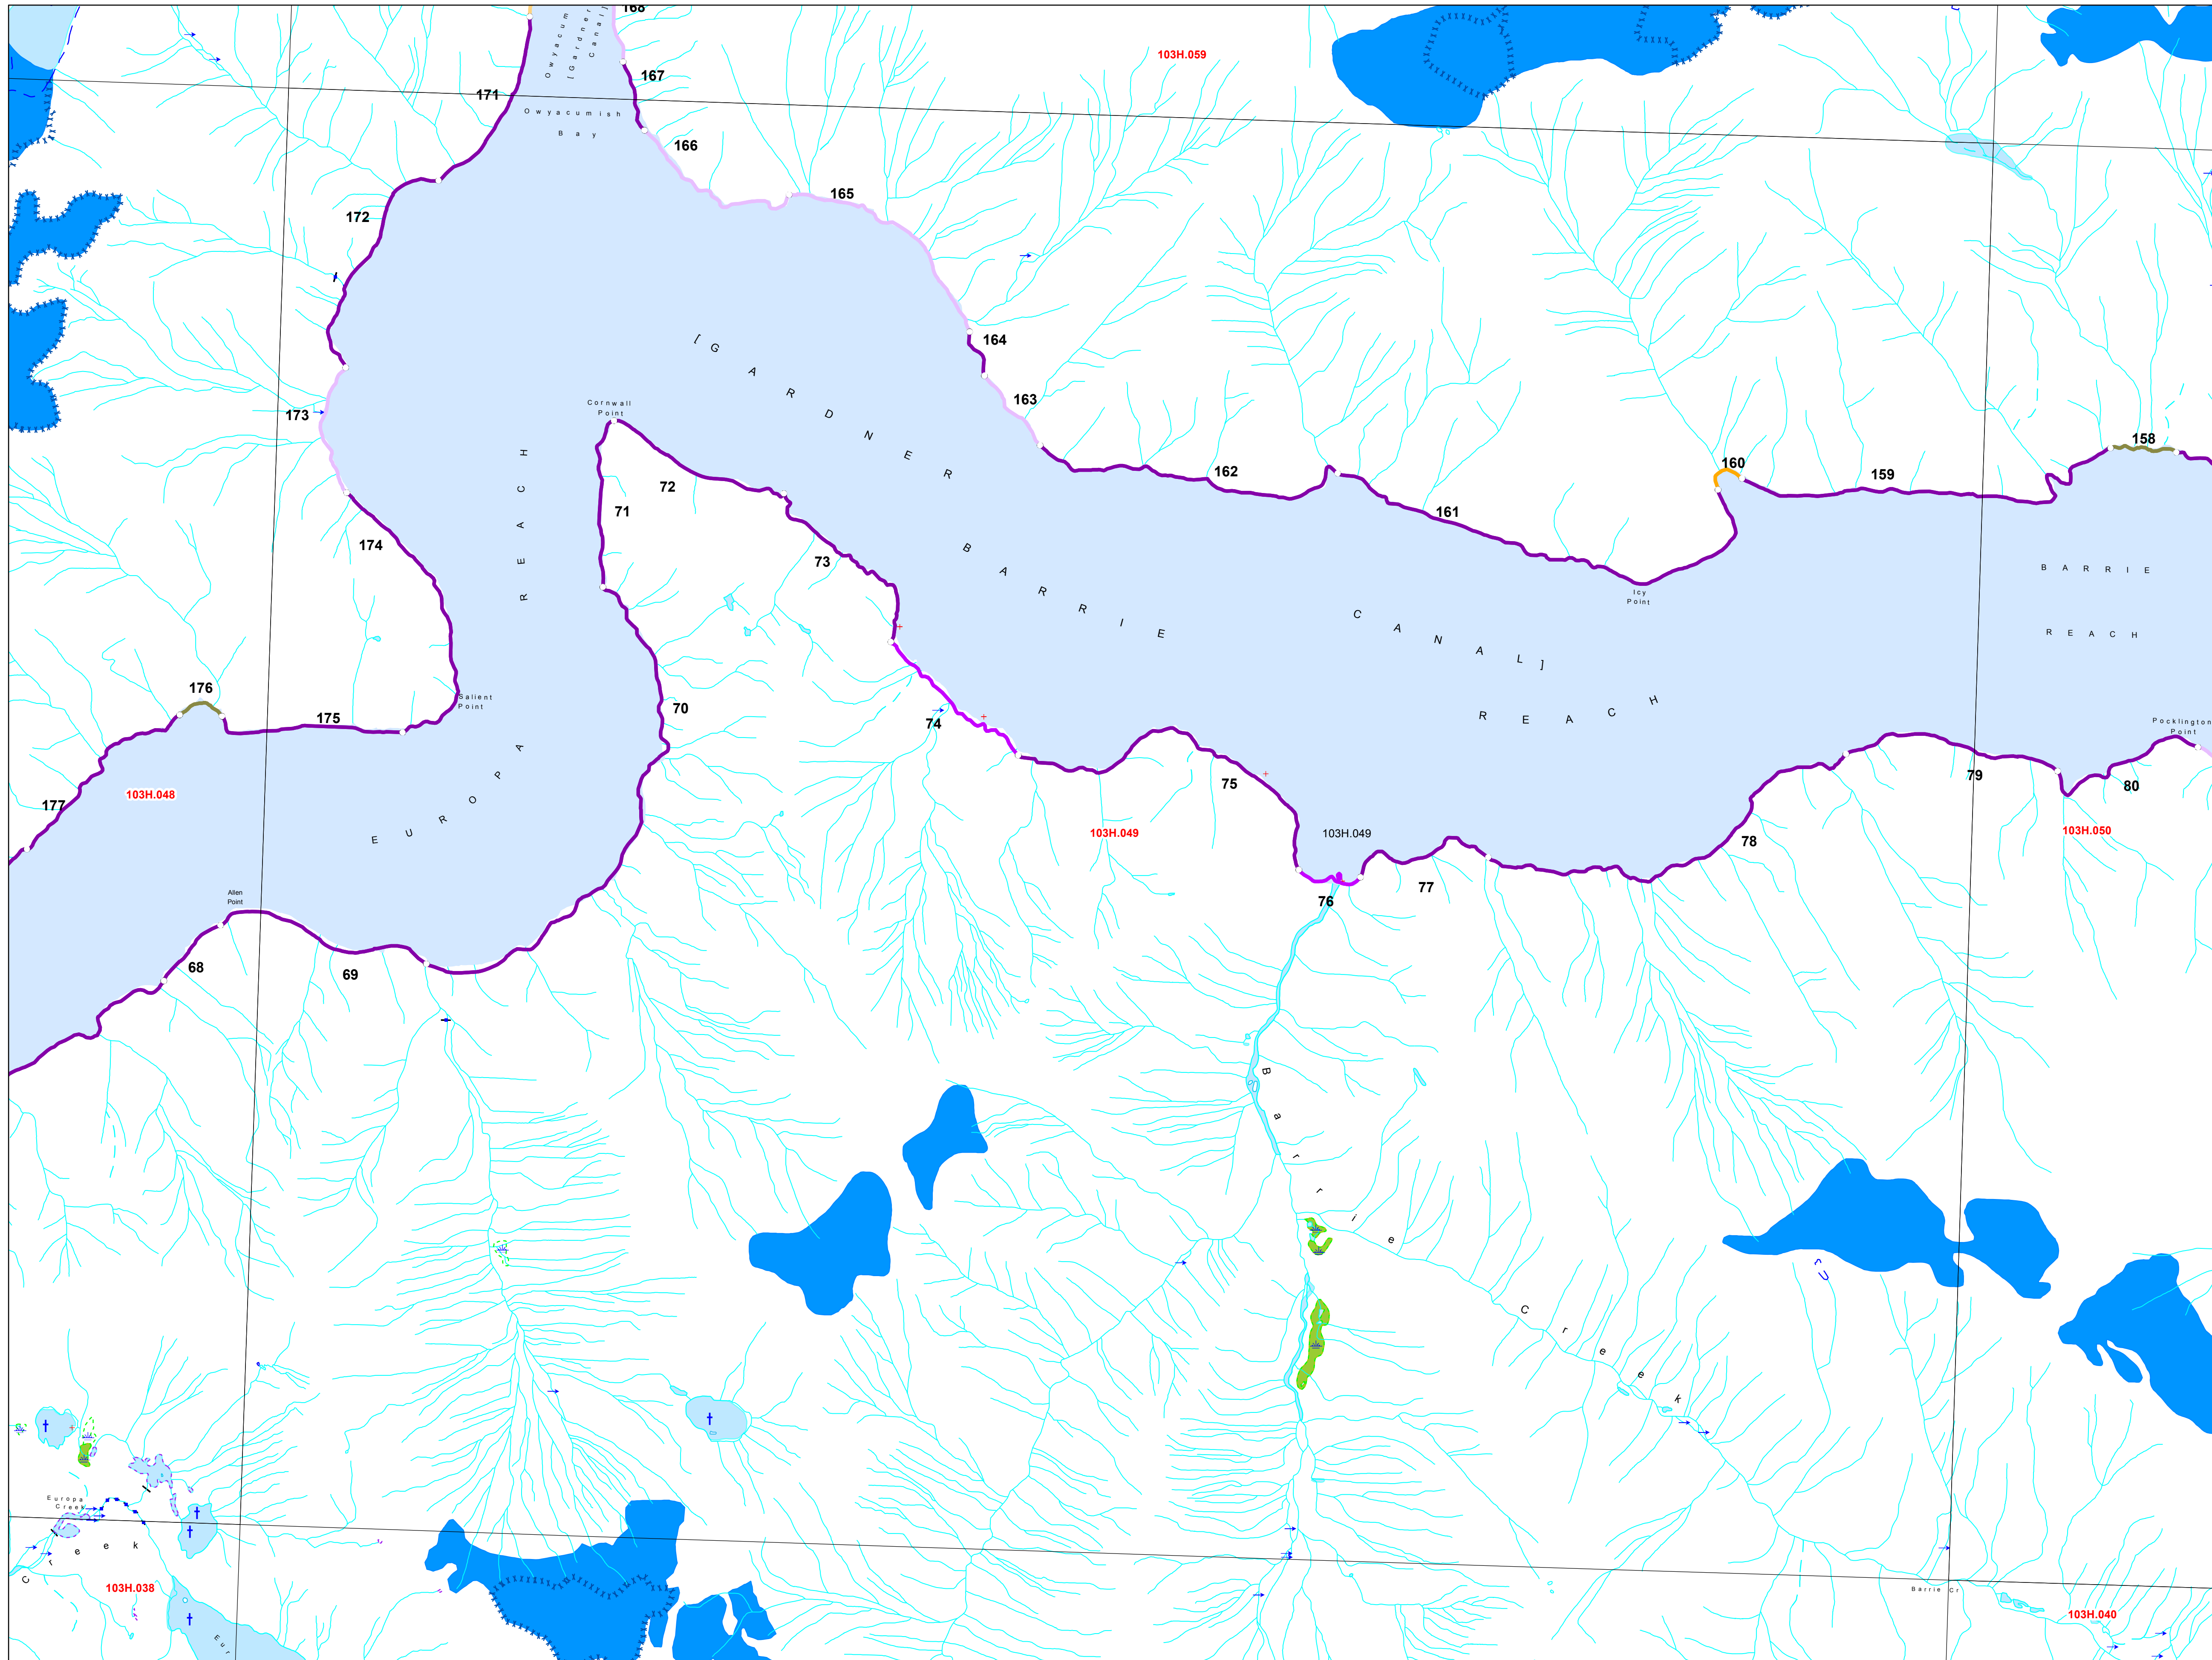 168
Owyacum
[Gardner
Canal]
103H.059
167
171
Owyacumish
Bay
166
165
172
164
[GARDNER
173
Cornwall
Point
163
REACH
158
160
162
159
72
71
161
174
73
BARRIE
BARRIE
REACH
Icy
Point
CANAL]
REACH
176
Salient
Point
175
70
74
Pocklington
Point
EUROPA
177
103H.048
75
79
80
103H.049
103H.049
103H.050
78
77
76
Allen
Point
68
69
Barrie
Creek
Europa
Creek
Creek
103H.038
Barrie Cr
103H.040
Eur